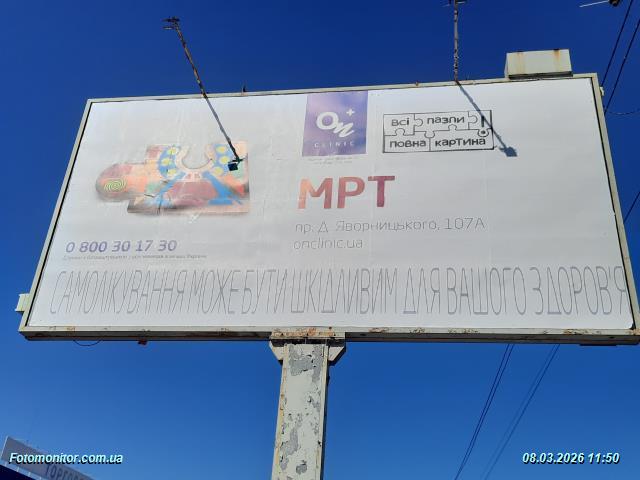 On
CLINIC
Всі пазли
повна картина
МРТ
пр. Д. Яворницького, 107А
onclinic.ua
0 800 30 17 30
САМОЛІКУВАННЯ МОЖЕ БУТИ ШКІДЛИВИМ ДЛЯ ВАШОГО ЗДОРОВ'Я
Fotomonitor.com.ua
08.03.2026 11:50